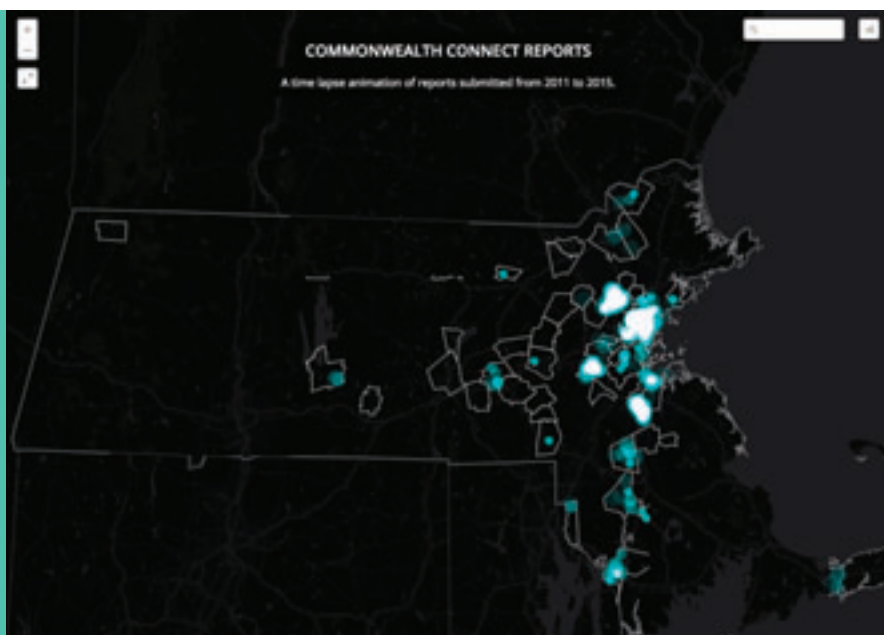 COMMONWEALTH CONNECT REPORTS
A time lapse animation of reports submitted from 2011 to 2015.